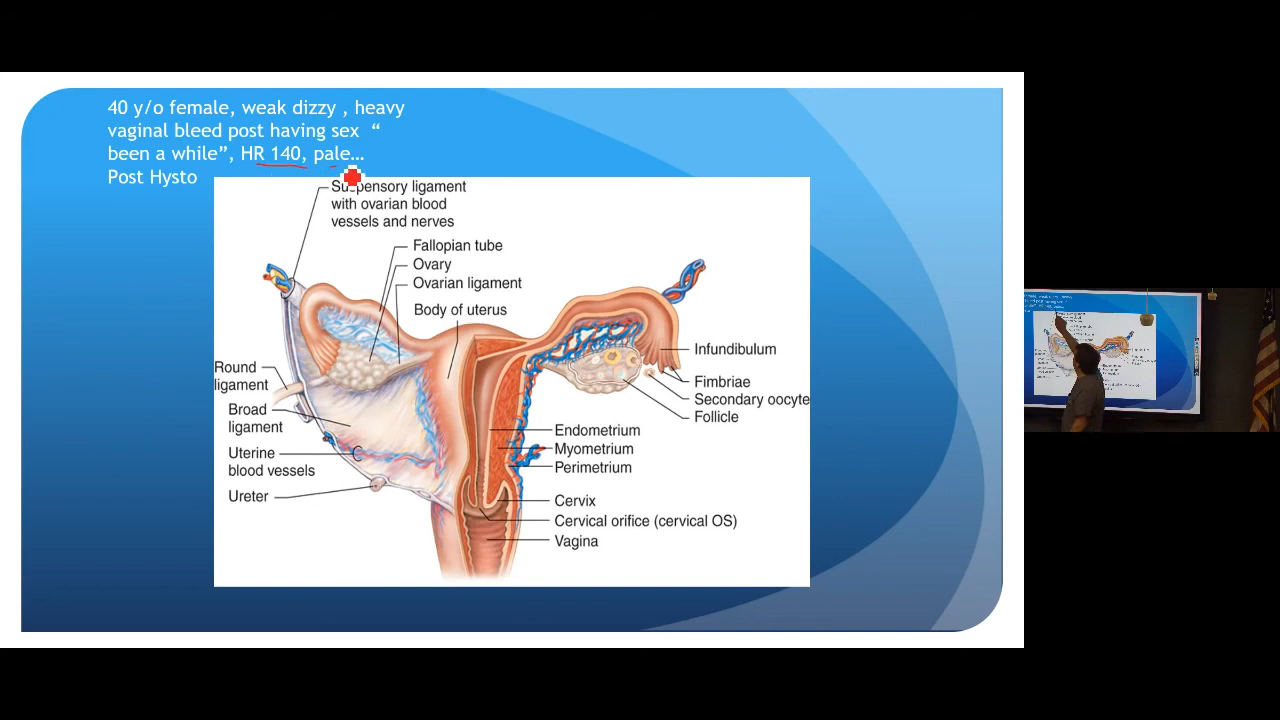 40 y/o female, weak dizzy , heavy
vaginal bleed post having sex “
been a while”, HR 140, pale…
Post Hysto
Suspensory ligament
with ovarian blood
vessels and nerves
Fallopian tube
Ovary
Ovarian ligament
Body of uterus
Round
ligament
Broad
ligament
Uterine
blood vessels
Ureter
Infundibulum
Fimbriae
Secondary oocyte
Follicle
Endometrium
Myometrium
Perimetrium
Cervix
Cervical orifice (cervical OS)
Vagina